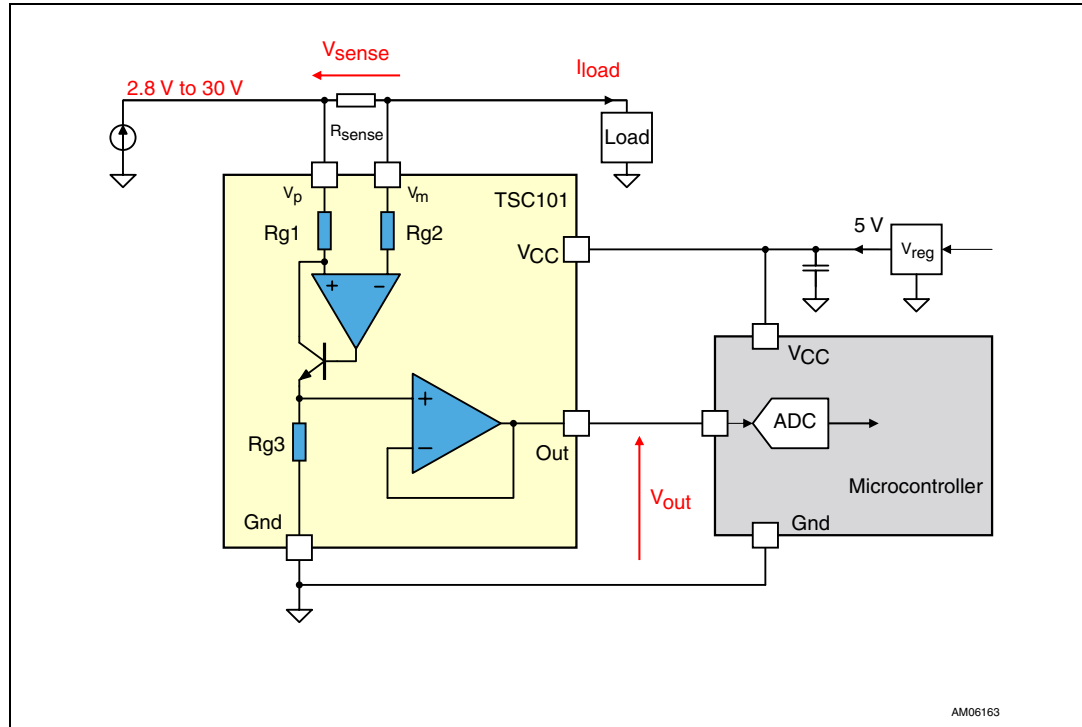 Vsense
Iload
2.8 V to 30 V
Rsense
Load
Vp
Vm
TSC101
Rg1
Rg2
VCC
5 V
Vreg
+
−
VCC
+
−
ADC
Rg3
Out
Microcontroller
Vout
Gnd
Gnd
AM06163